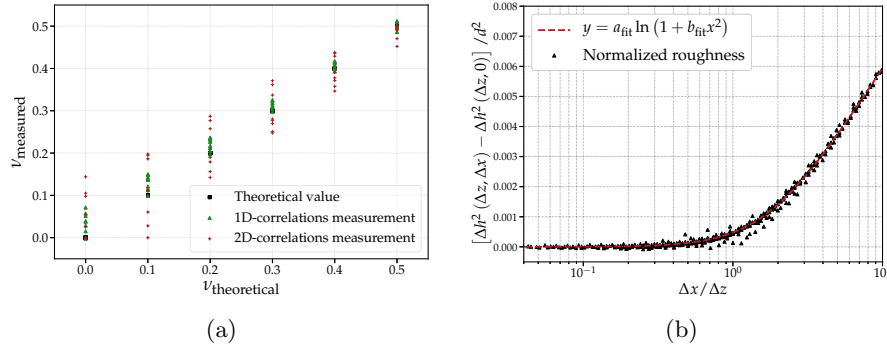 0.5
0.4
0.3
0.2
0.1
0.0
ν_measured
0.0 0.1 0.2 0.3 0.4 0.5
ν_theoretical
Theoretical value
1D-correlations measurement
2D-correlations measurement
(a)
0.008
0.007
0.006
0.005
0.004
0.003
0.002
0.001
0.000
[Δh² (Δz, Δx) − Δh² (Δz, 0)] / d²
10⁻¹ 10⁰ 10
Δx/Δz
y = a_fit ln (1 + b_fit x²)
Normalized roughness
(b)